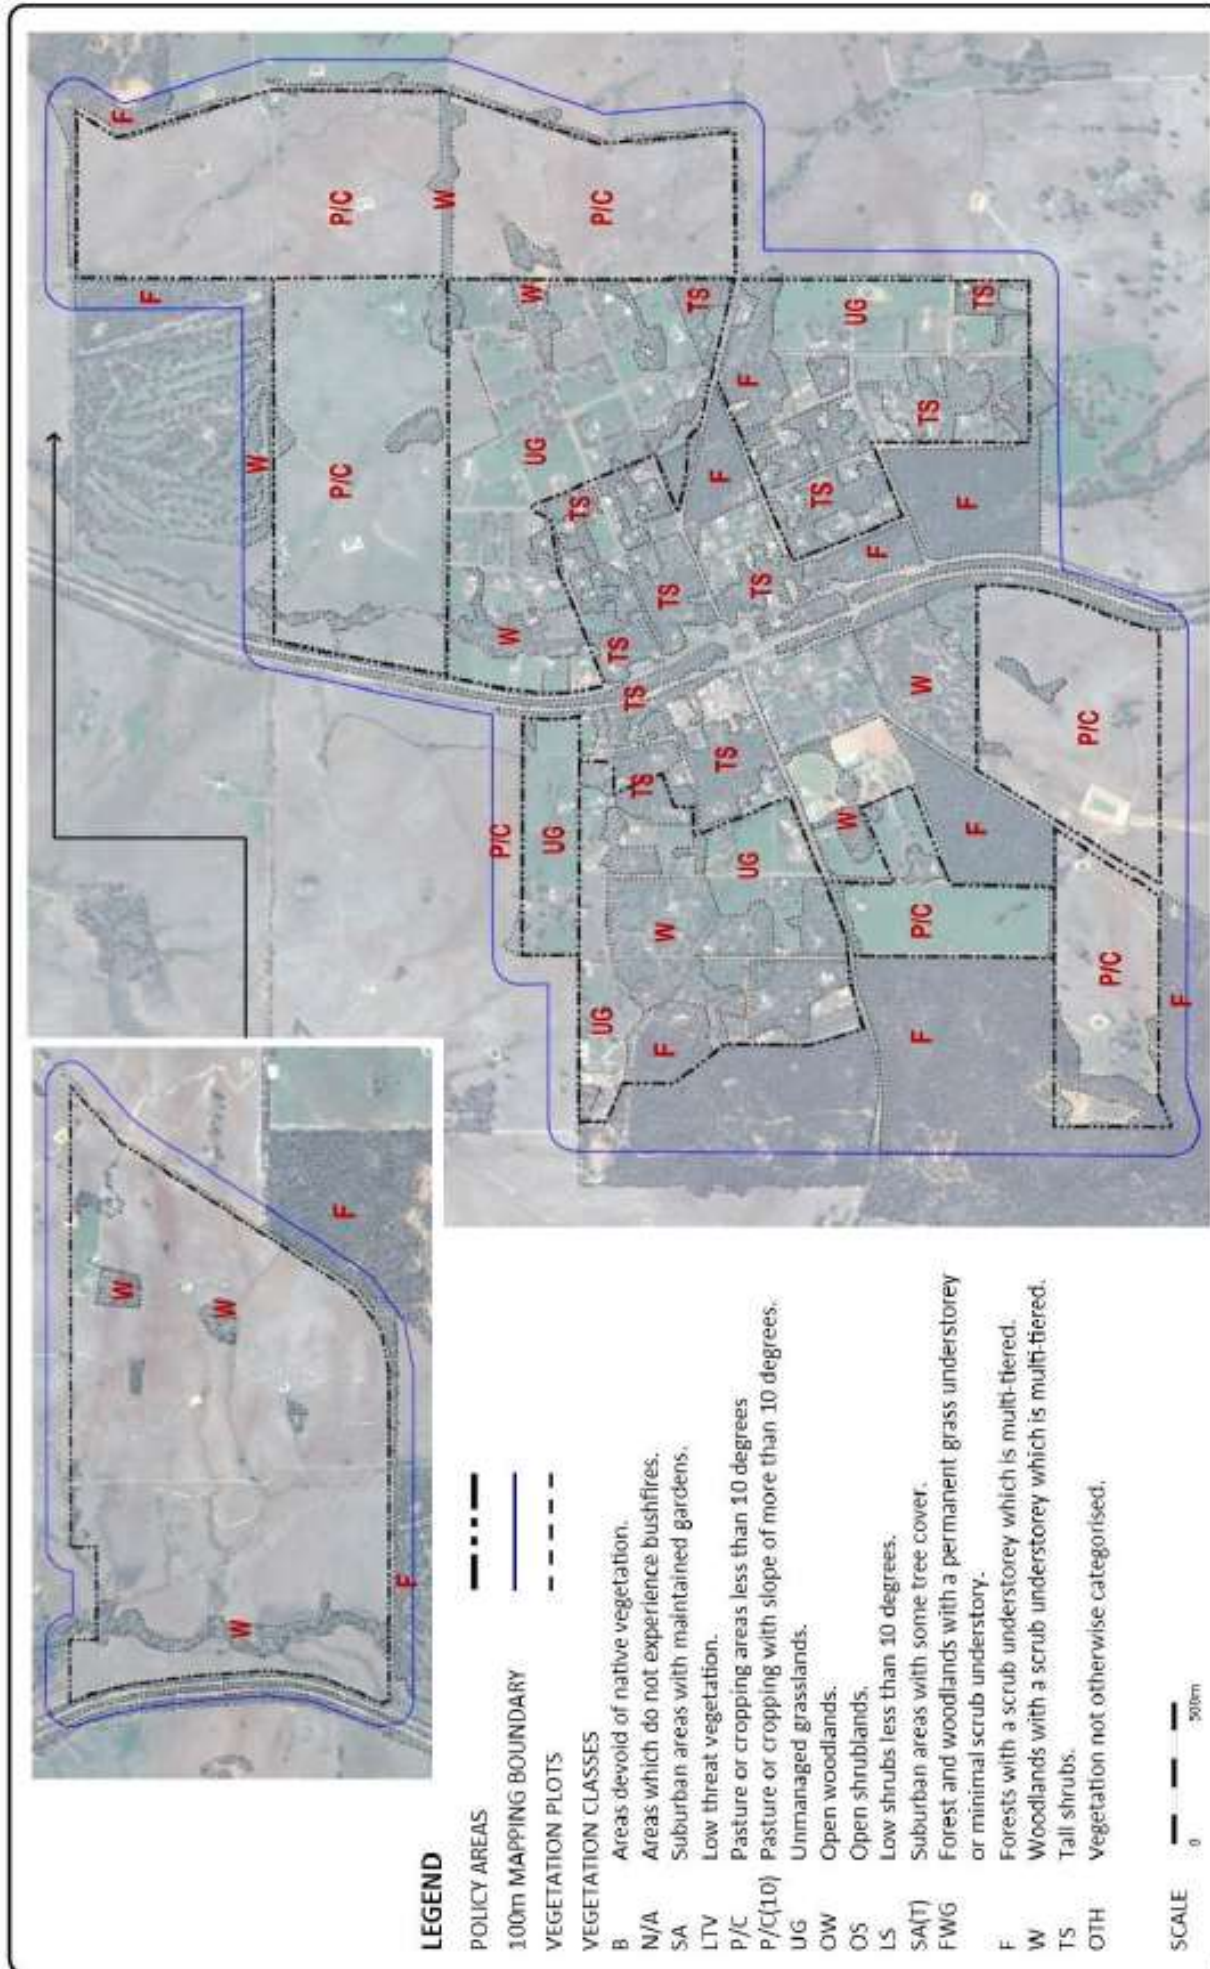 LEGEND
POLICY AREAS
100m MAPPING BOUNDARY
VEGETATION PLOTS
VEGETATION CLASSES
B Areas devoid of native vegetation.
N/A Areas which do not experience bushfires.
SA Suburban areas with maintained gardens.
LTV Low threat vegetation.
P/C Pasture or cropping areas less than 10 degrees
P/C(10) Pasture or cropping with slope of more than 10 degrees.
UG Unmanaged grasslands.
OW Open woodlands.
OS Open shrublands.
LS Low shrubs less than 10 degrees.
SA(T) Suburban areas with some tree cover.
FWG Forest and woodlands with a permanent grass understorey
or minimal scrub understory.
F Forests with a scrub understorey which is multi-tiered.
W Woodlands with a scrub understorey which is multi-tiered.
TS Tall shrubs.
OTH Vegetation not otherwise categorised.
SCALE
0 500m
W
W
W
F
F
F
F
W
P/C
P/C
W
P/C
W
W
UG
UG
TS
UG
P/C
TS
TS
TS
F
W
TS
TS
F
TS
UG
F
TS
TS
W
UG
F
F
P/C
W
TS
F
F
TS
P/C
P/C
F